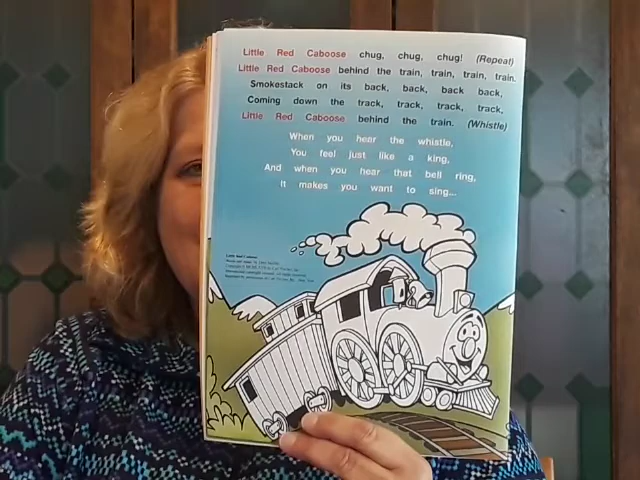 Little Red Caboose chug, chug, chug! (Repeat)
Little Red Caboose behind the train, train, train, train.
Smokestack on its back, back, back back,
Coming down the track, track, track, track,
Little Red Caboose behind the train. (Whistle)
When you hear the whistle,
You feel just like a king,
And when you hear that bell ring,
It makes you want to sing...
Little Red Caboose